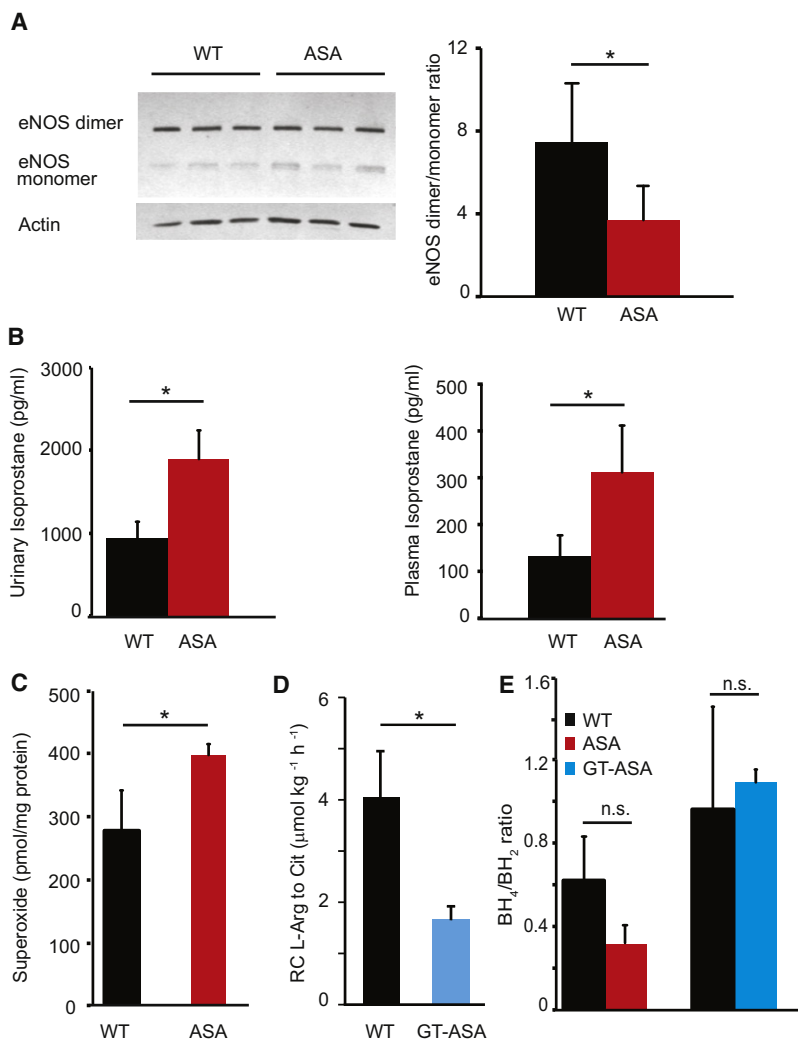 A
WT ASA
eNOS dimer
eNOS
monomer
Actin
eNOS dimer/monomer ratio
12
8
4
0
*
WT ASA
B
Urinary Isoprostane (pg/ml)
3000
2000
1000
0
*
WT ASA
Plasma Isoprostane (pg/ml)
500
400
300
200
100
0
*
WT ASA
C
Superoxide (pmol/mg protein)
500
400
300
200
100
0
*
WT ASA
D
RC L-Arg to Cit (μmol kg⁻¹ h⁻¹)
6
4
2
0
*
WT GT-ASA
E
BH₄/BH₂ ratio
1.6
1.2
0.8
0.4
0
WT
ASA
GT-ASA
n.s.
n.s.